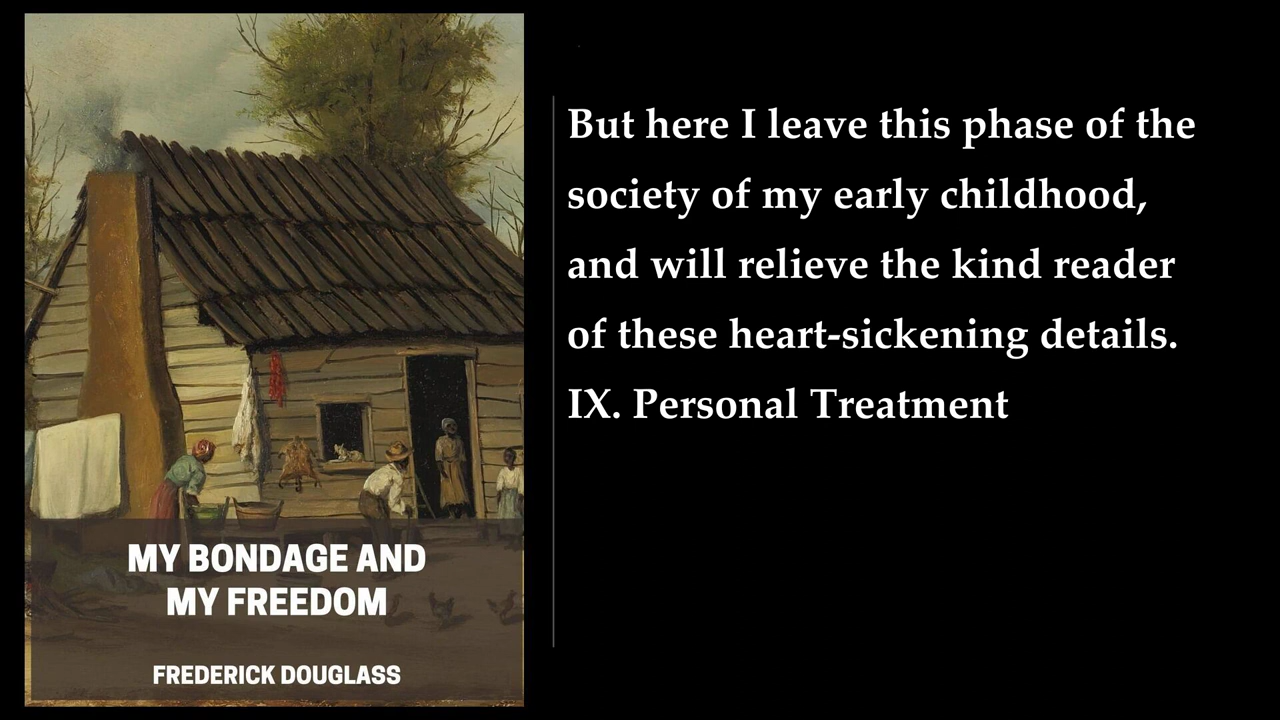 MY BONDAGE AND
MY FREEDOM
FREDERICK DOUGLASS
But here I leave this phase of the
society of my early childhood,
and will relieve the kind reader
of these heart-sickening details.
IX. Personal Treatment